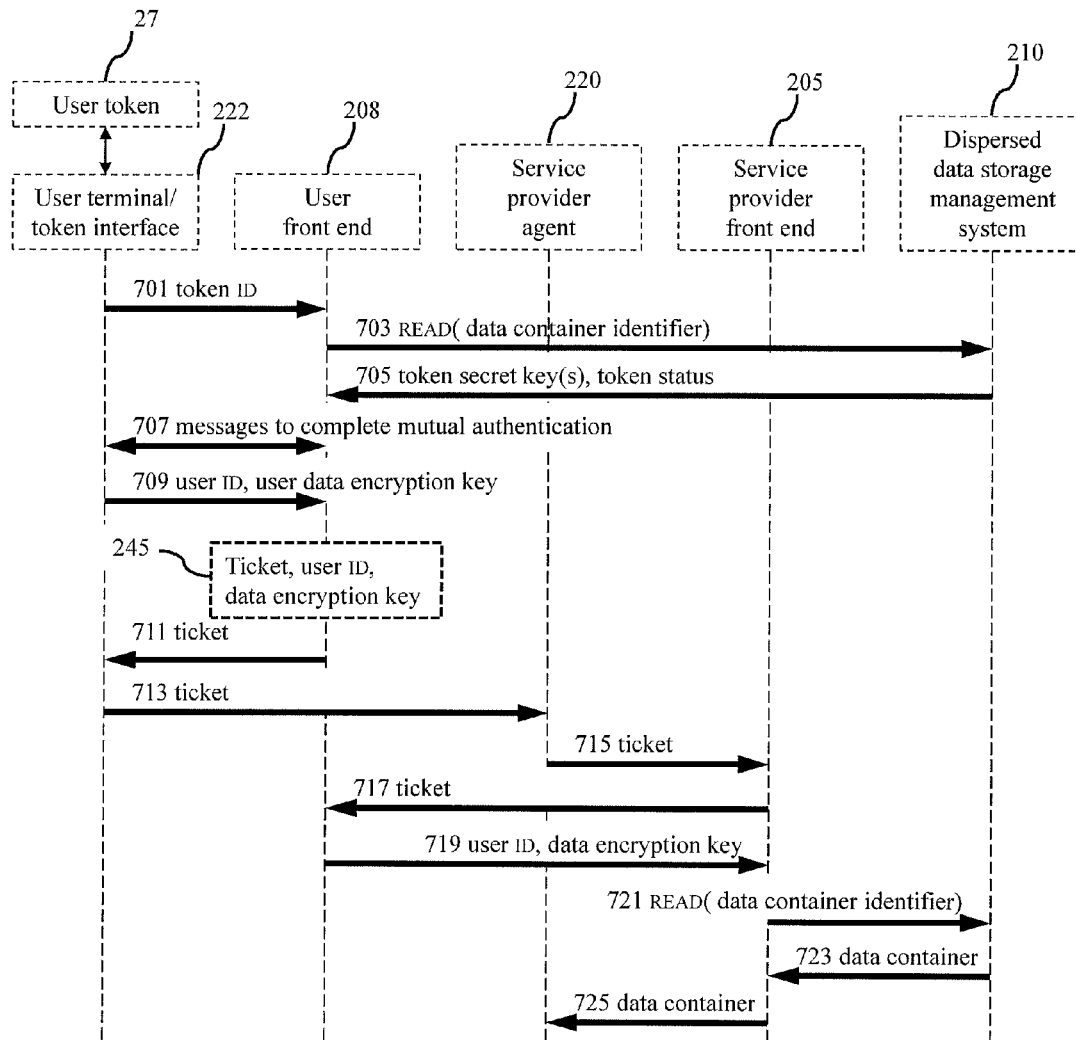 27
210
220
205
User token
222
208
User terminal/
token interface
User
front end
Service
provider
agent
Service
provider
front end
Dispersed
data storage
management
system
701 token ID
703 READ( data container identifier)
705 token secret key(s), token status
707 messages to complete mutual authentication
709 user ID, user data encryption key
245
Ticket, user ID,
data encryption key
711 ticket
713 ticket
715 ticket
717 ticket
719 user ID, data encryption key
721 READ( data container identifier)
723 data container
725 data container